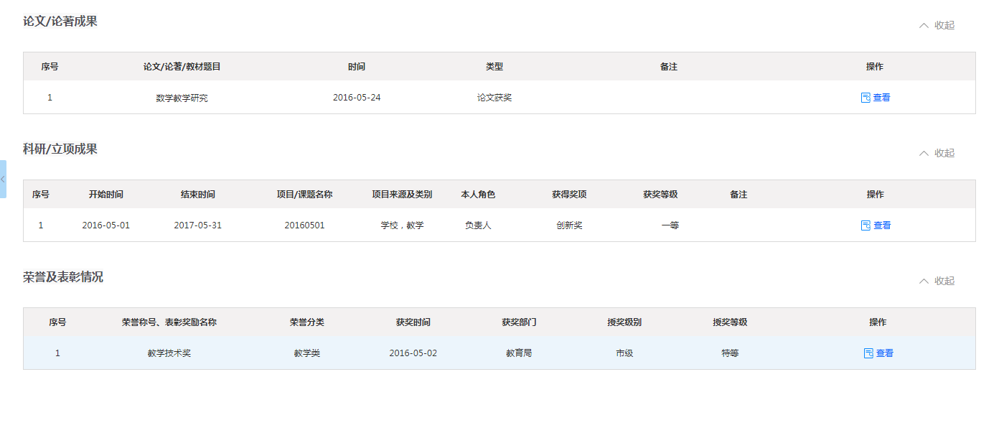 论文/论著成果
收起
序号 论文/论著/教材题目 时间 类型 备注 操作
1 数学教学研究 2016-05-24 论文获奖 查看
科研/立项成果
收起
序号 开始时间 结束时间 项目/课题名称 项目来源及类别 本人角色 获得奖项 获奖等级 备注 操作
1 2016-05-01 2017-05-31 20160501 学校，教学 负责人 创新奖 一等 查看
荣誉及表彰情况
收起
序号 荣誉称号、表彰奖励名称 荣誉分类 获奖时间 获奖部门 授奖级别 授奖等级 操作
1 教学技术奖 教学类 2016-05-02 教育局 市级 特等 查看